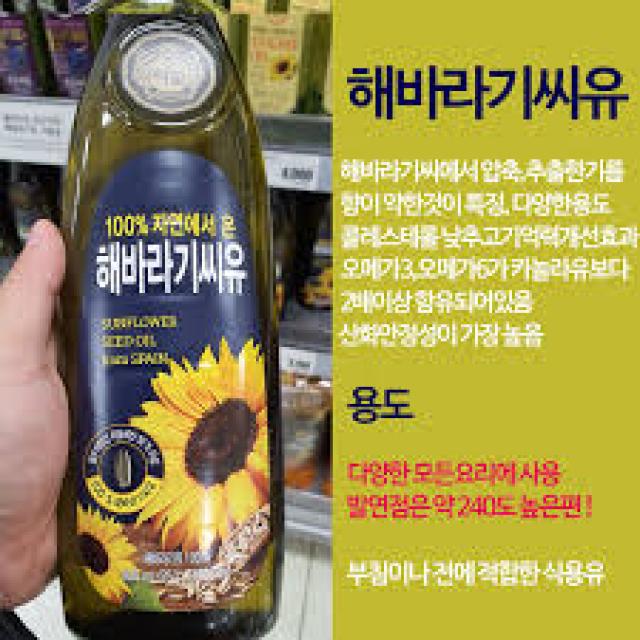 해바라기씨유
해바라기씨에서 압축,추출한기름
향이 약한것이 특징, 다양한용도
콜레스테롤 낮추고기억력개선효과
오메가3,오메가6가 카놀라유보다
2배이상 함유되어있음
산화안정성이 가장 높음
용도
다양한 모든요리에 사용
발연점은 약 240도 높은편!
부침이나 전에 적합한 식용유
100% 자연에서 온
해바라기씨유
SUNFLOWER
SEED OIL
from SPAIN